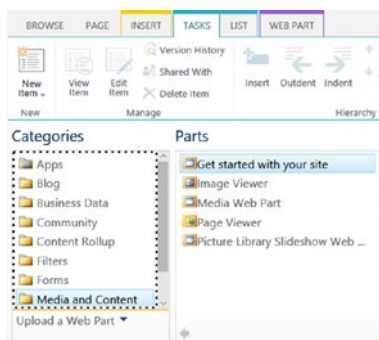 BROWSE PAGE INSERT TASKS LIST WEB PART
Version History
Shared With
Delete Item
New Item
View Item
Edit Item
Insert Outdent Indent
New Manage Hierarchy
Categories
Apps
Blog
Business Data
Community
Content Rollup
Filters
Forms
Media and Content
Upload a Web Part
Parts
Get started with your site
Image Viewer
Media Web Part
Page Viewer
Picture Library Slideshow Web ...